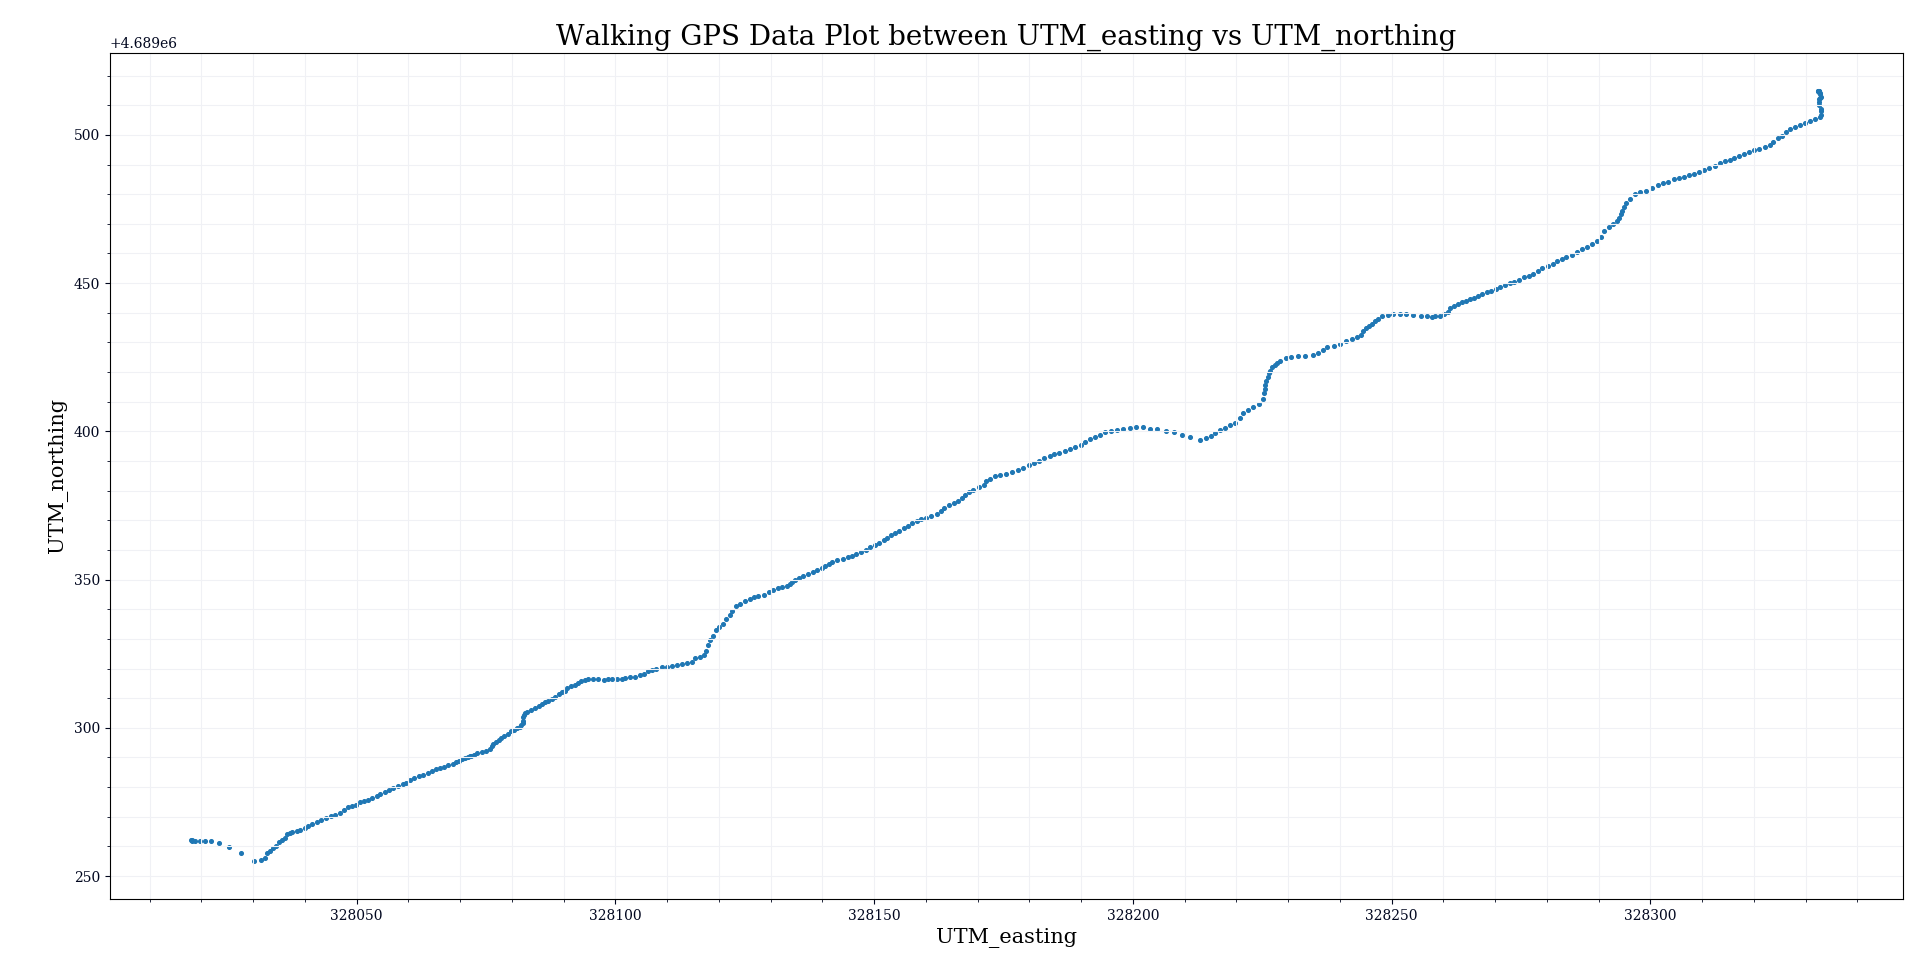 Walking GPS Data Plot between UTM_easting vs UTM_northing
+4.689e6
500
450
400
350
300
250
UTM_northing
328050 328100 328150 328200 328250 328300
UTM_easting